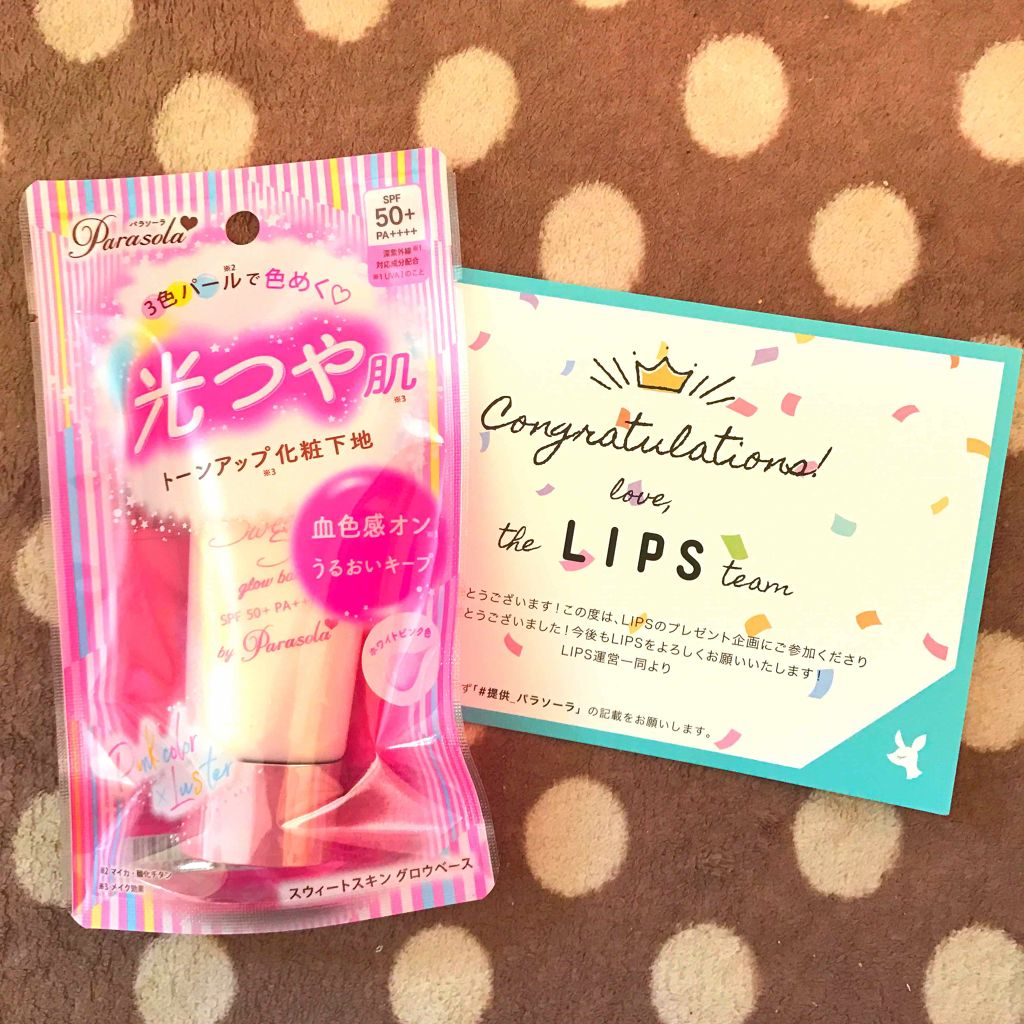 パラソーラ
Parasola
SPF
50+
PA++++
深紫外線※1
対応成分配合
※1 UVAⅠのこと
※2
3色パールで色めく♡
光つや肌
※3
トーンアップ化粧下地
※3
血色感オン
うるおいキープ
glow
SPF 50+ PA++
by Parasola
ホワイトピンク色
Pink color
× Luster
※2 マイカ・酸化チタン
※3 メイク効果
スウィートスキン グロウベース
Congratulations!
love,
the LIPS team
とうございます！この度は、LIPSのプレゼント企画にご参加くださり
とうございました！今後もLIPSをよろしくお願いいたします！
LIPS運営一同より
ず「#提供_パラソーラ」の記載をお願いします。